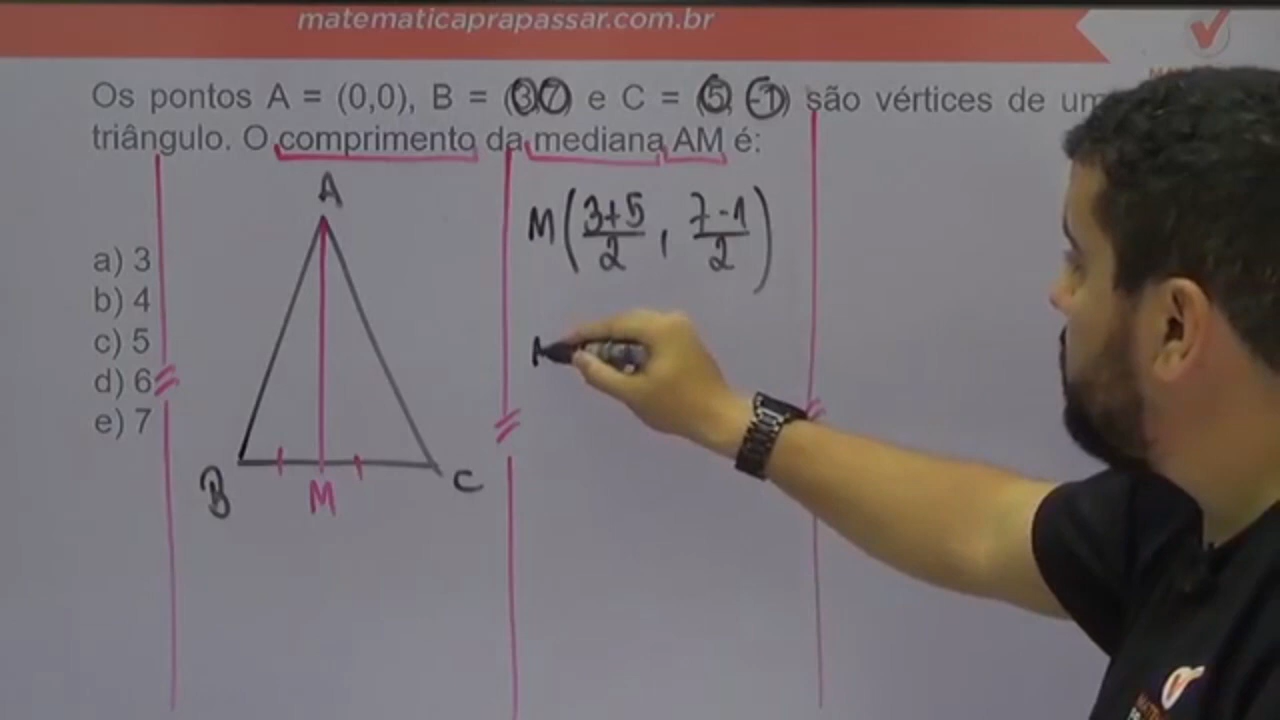 matematicaprapassar.com.br
Os pontos A = (0,0), B = (3,7) e C = (5, -1) são vértices de um
triângulo. O comprimento da mediana AM é:
a) 3
b) 4
c) 5
d) 6
e) 7
A
B
M
C
M(3+5/2, 7-1/2)